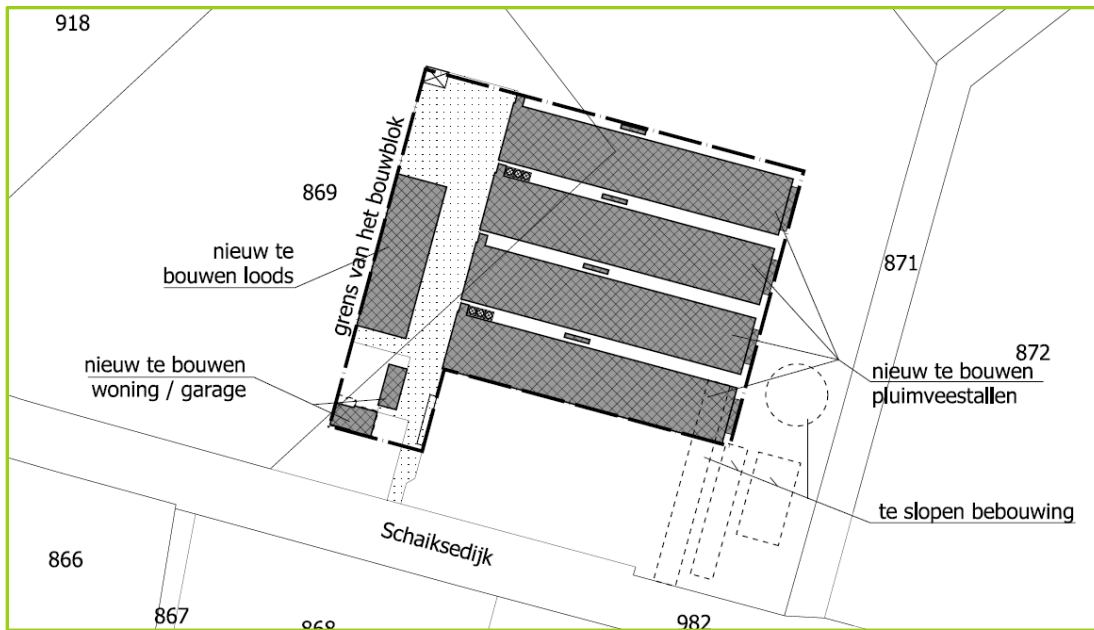 918
869
grens van het bouwblok
nieuw te
bouwen loods
871
872
nieuw te bouwen
woning / garage
nieuw te bouwen
pluimveestallen
te slopen bebouwing
Schaiksedijk
866
867
868
982